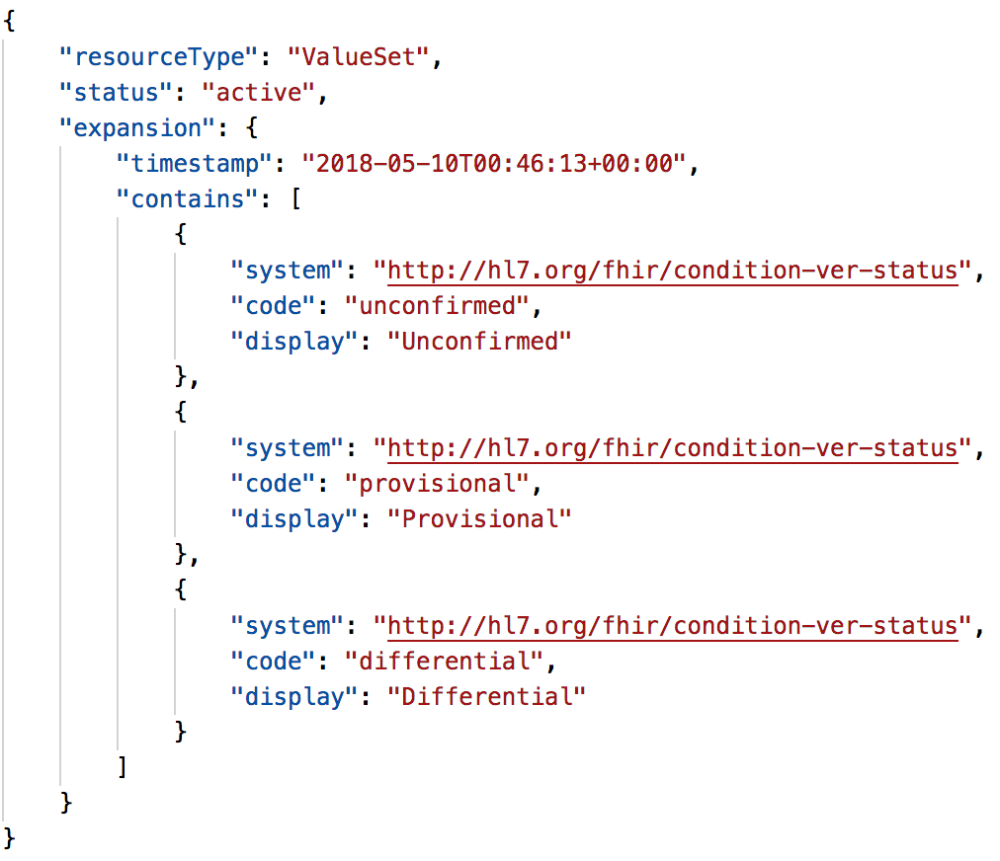 {
    "resourceType": "ValueSet",
    "status": "active",
    "expansion": {
        "timestamp": "2018-05-10T00:46:13+00:00",
        "contains": [
            {
                "system": "http://hl7.org/fhir/condition-ver-status",
                "code": "unconfirmed",
                "display": "Unconfirmed"
            },
            {
                "system": "http://hl7.org/fhir/condition-ver-status",
                "code": "provisional",
                "display": "Provisional"
            },
            {
                "system": "http://hl7.org/fhir/condition-ver-status",
                "code": "differential",
                "display": "Differential"
            }
        ]
    }
}